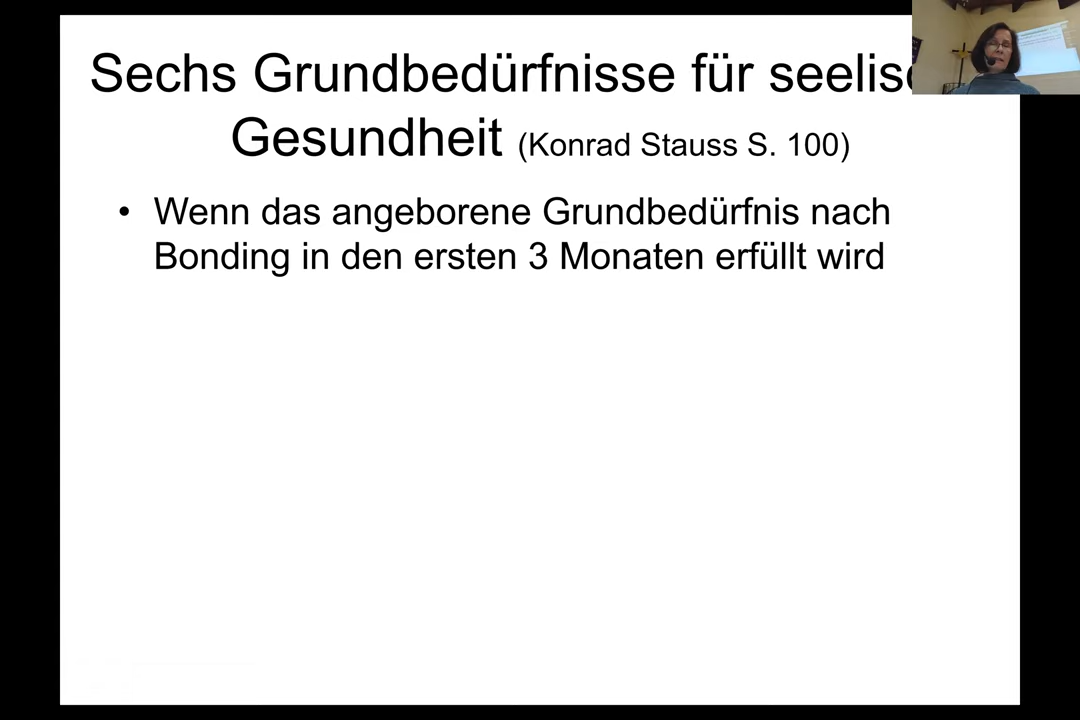 Sechs Grundbedürfnisse für
Gesundheit (Konrad Stauss S. 100)
• Wenn das angeborene Grundbedürfnis nach
Bonding in den ersten 3 Monaten erfüllt wird